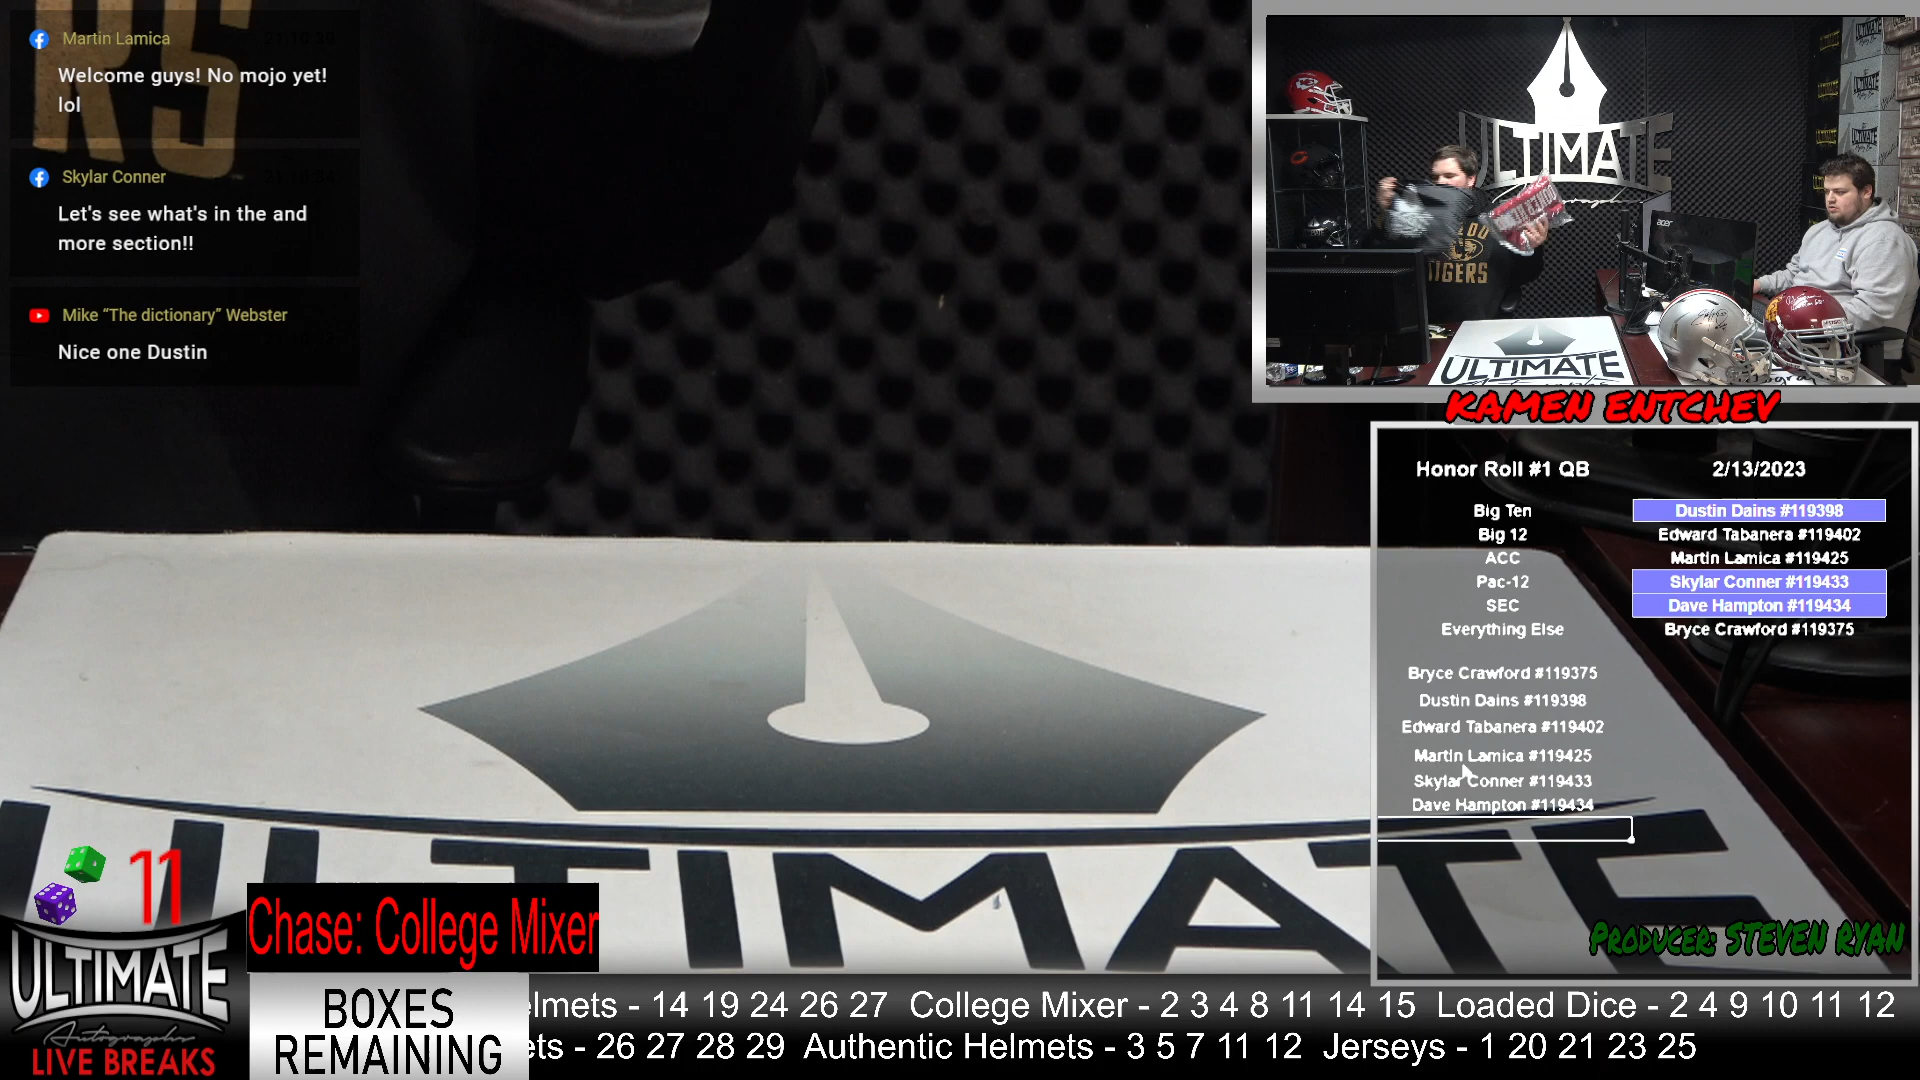 RS
Martin Lamica
Welcome guys! No mojo yet!
lol
Skylar Conner
Let's see what's in the and
more section!!
Mike “The dictionary” Webster
Nice one Dustin
ULTIMATE
acer
TIGERS
ULTIMATE
KAMEN ENTCHEV
Honor Roll #1 QB 2/13/2023
Big Ten Dustin Dains #119398
Big 12 Edward Tabanera #119402
ACC Martin Lamica #119425
Pac-12 Skylar Conner #119433
SEC Dave Hampton #119434
Everything Else Bryce Crawford #119375
Bryce Crawford #119375
Dustin Dains #119398
Edward Tabanera #119402
Martin Lamica #119425
Skylar Conner #119433
Dave Hampton #119434
Producer: STEVEN RYAN
ULTIMATE
11
Chase: College Mixer
ULTIMATE
Autographs
LIVE BREAKS
BOXES
REMAINING
elmets - 14 19 24 26 27 College Mixer - 2 3 4 8 11 14 15 Loaded Dice - 2 4 9 10 11 12
ets - 26 27 28 29 Authentic Helmets - 3 5 7 11 12 Jerseys - 1 20 21 23 25